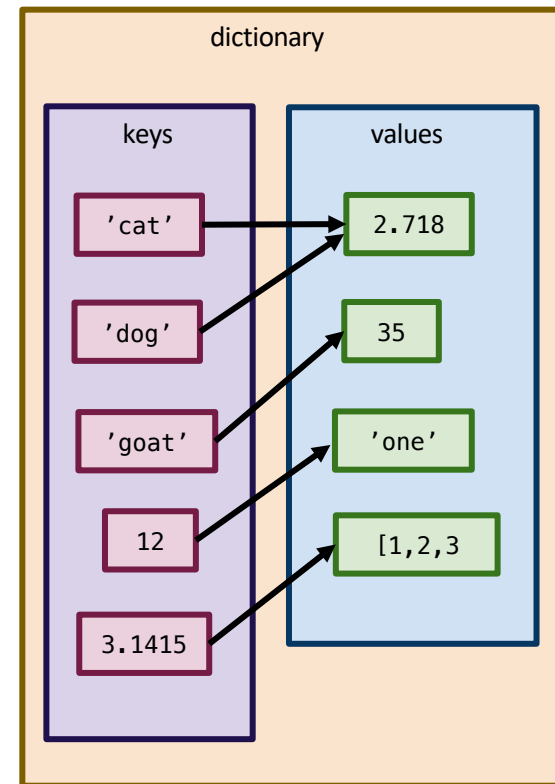 dictionary
keys
values
’cat’
2.718
’dog’
35
’goat’
’one’
12
[1,2,3
3.1415